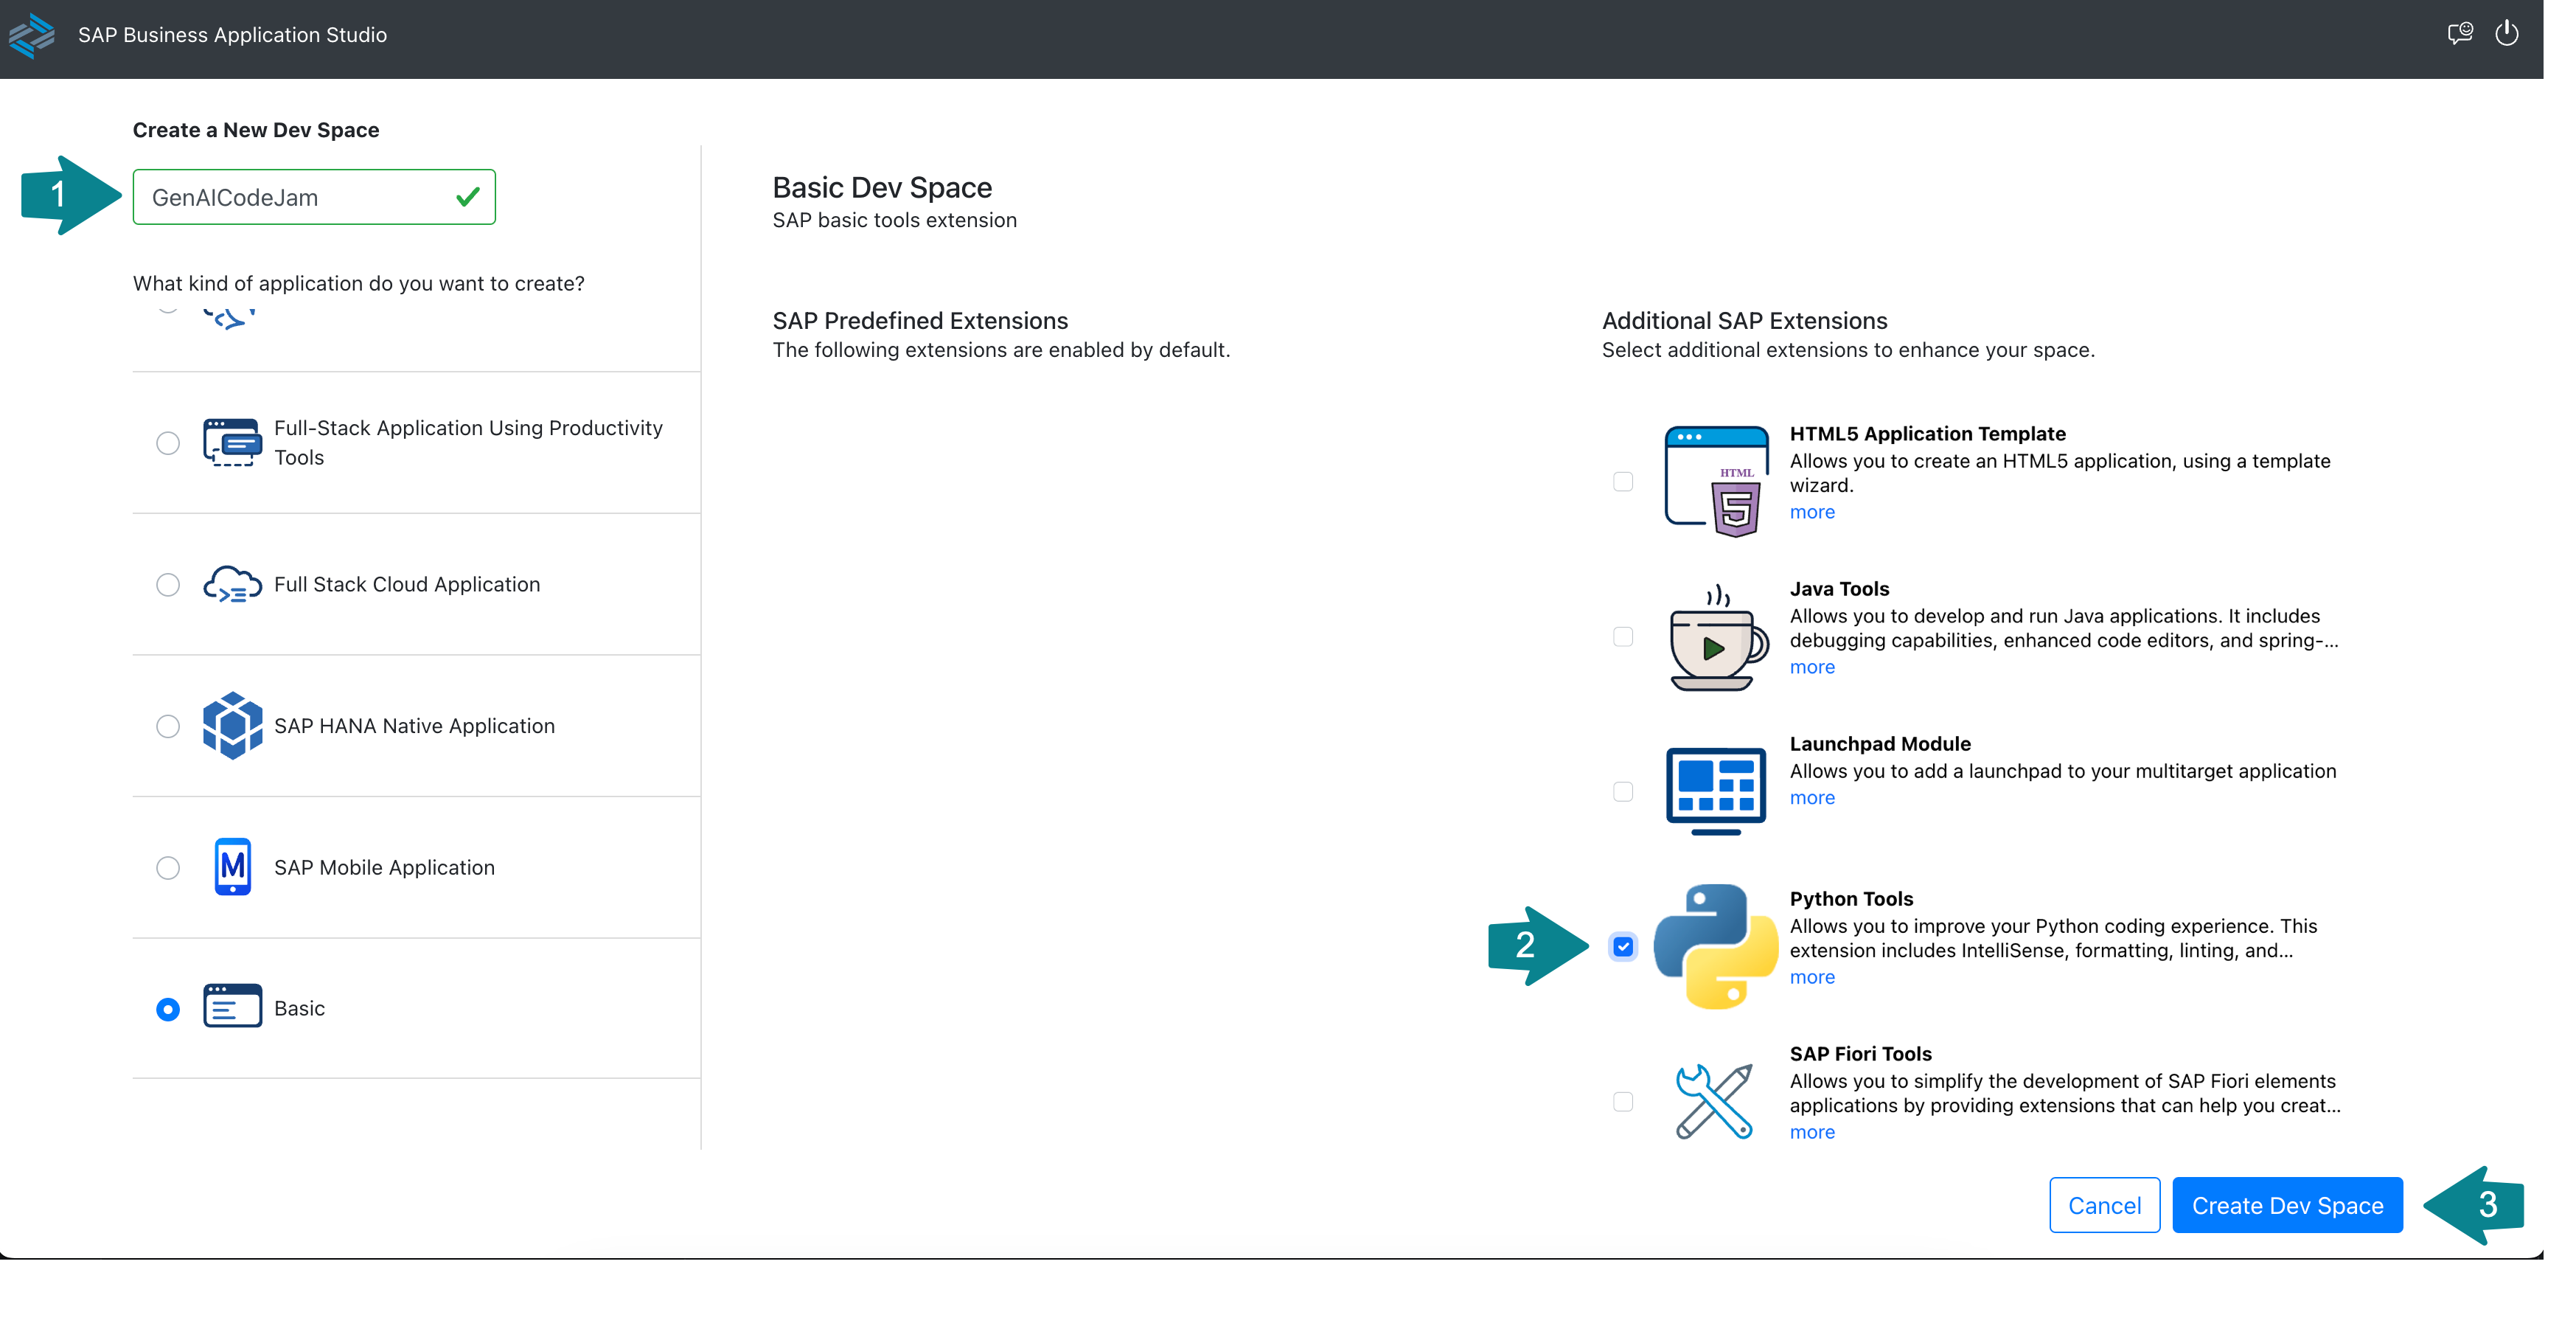 SAP Business Application Studio
Create a New Dev Space
1
GenAICodeJam
What kind of application do you want to create?
Full-Stack Application Using Productivity
Tools
Full Stack Cloud Application
SAP HANA Native Application
M
SAP Mobile Application
Basic
Basic Dev Space
SAP basic tools extension
SAP Predefined Extensions
The following extensions are enabled by default.
Additional SAP Extensions
Select additional extensions to enhance your space.
HTML
5
HTML5 Application Template
Allows you to create an HTML5 application, using a template
wizard.
more
Java Tools
Allows you to develop and run Java applications. It includes
debugging capabilities, enhanced code editors, and spring-...
more
Launchpad Module
Allows you to add a launchpad to your multitarget application
more
2
Python Tools
Allows you to improve your Python coding experience. This
extension includes IntelliSense, formatting, linting, and...
more
SAP Fiori Tools
Allows you to simplify the development of SAP Fiori elements
applications by providing extensions that can help you creat...
more
Cancel
Create Dev Space
3